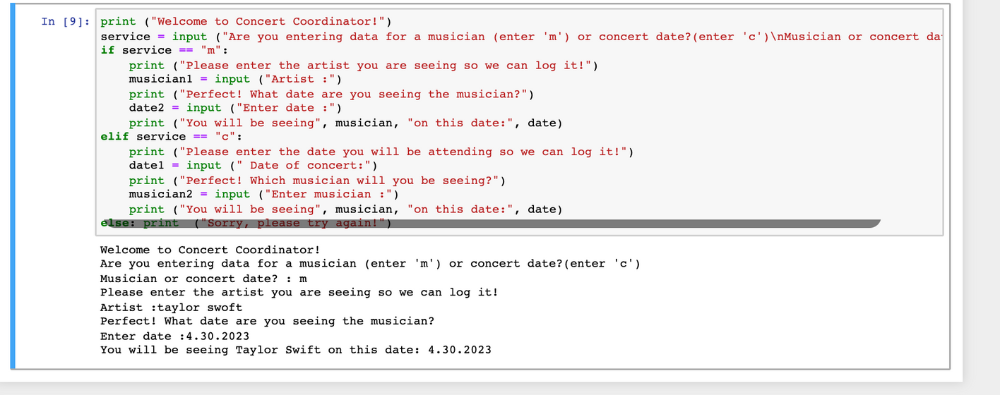 In [9]: print ("Welcome to Concert Coordinator!")
service = input ("Are you entering data for a musician (enter 'm') or concert date?(enter 'c')\nMusician or concert da
if service == "m":
    print ("Please enter the artist you are seeing so we can log it!")
    musician1 = input ("Artist :")
    print ("Perfect! What date are you seeing the musician?")
    date2 = input ("Enter date :")
    print ("You will be seeing", musician, "on this date:", date)
elif service == "c":
    print ("Please enter the date you will be attending so we can log it!")
    date1 = input (" Date of concert:")
    print ("Perfect! Which musician will you be seeing?")
    musician2 = input ("Enter musician :")
    print ("You will be seeing", musician, "on this date:", date)
else: print  ("Sorry, please try again!")
Welcome to Concert Coordinator!
Are you entering data for a musician (enter 'm') or concert date?(enter 'c')
Musician or concert date? : m
Please enter the artist you are seeing so we can log it!
Artist :taylor swoft
Perfect! What date are you seeing the musician?
Enter date :4.30.2023
You will be seeing Taylor Swift on this date: 4.30.2023